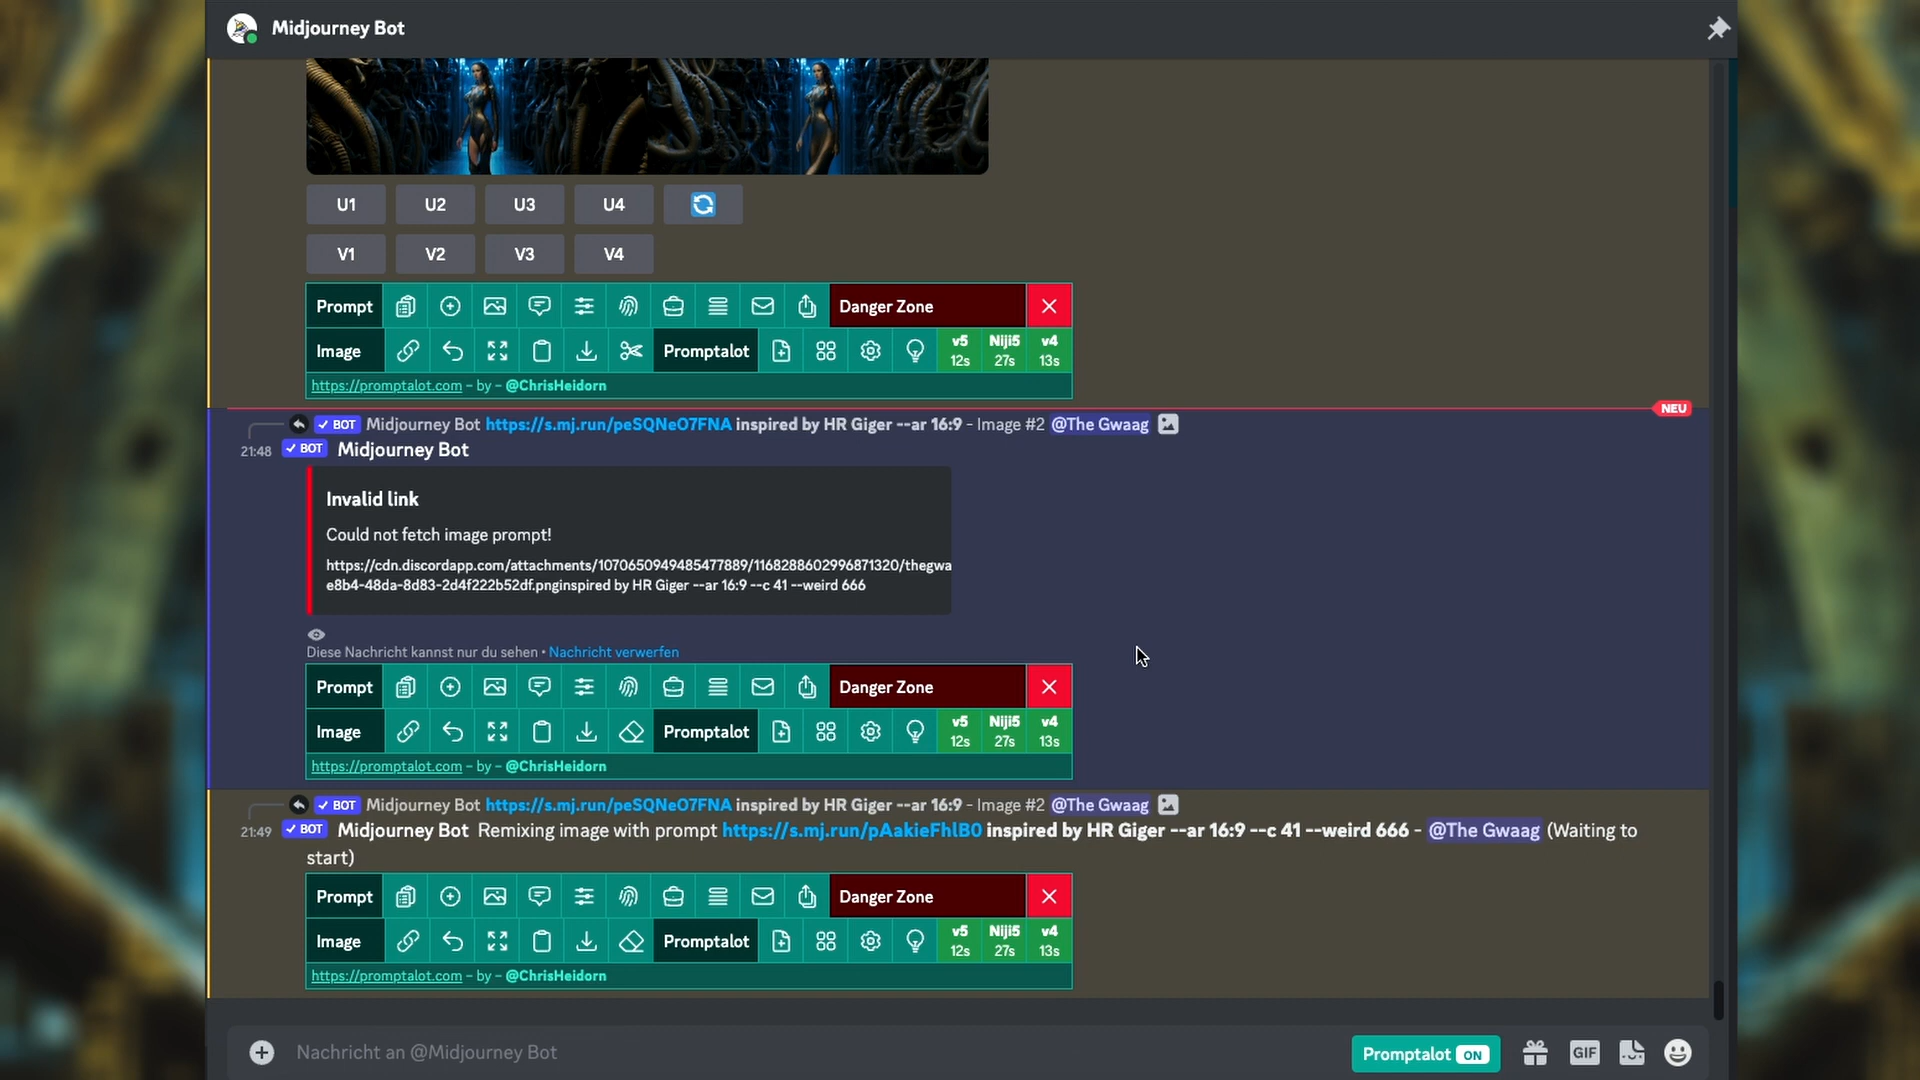 Midjourney Bot
U1 U2 U3 U4
V1 V2 V3 V4
Prompt Danger Zone
Image Promptalot v5 12s Niji5 27s v4 13s
https://promptalot.com - by - @ChrisHeidorn
NEU
BOT Midjourney Bot https://s.mj.run/peSQNeO7FNA inspired by HR Giger --ar 16:9 - Image #2 @The Gwaag
21:48 BOT Midjourney Bot
Invalid link
Could not fetch image prompt!
https://cdn.discordapp.com/attachments/1070650949485477889/1168288602996871320/thegwa
e8b4-48da-8d83-2d4f222b52df.pnginspired by HR Giger --ar 16:9 --c 41 --weird 666
Diese Nachricht kannst nur du sehen • Nachricht verwerfen
Prompt Danger Zone
Image Promptalot v5 12s Niji5 27s v4 13s
https://promptalot.com - by - @ChrisHeidorn
BOT Midjourney Bot https://s.mj.run/peSQNeO7FNA inspired by HR Giger --ar 16:9 - Image #2 @The Gwaag
21:49 BOT Midjourney Bot Remixing image with prompt https://s.mj.run/pAakieFhlB0 inspired by HR Giger --ar 16:9 --c 41 --weird 666 - @The Gwaag (Waiting to
start)
Prompt Danger Zone
Image Promptalot v5 12s Niji5 27s v4 13s
https://promptalot.com - by - @ChrisHeidorn
Nachricht an @Midjourney Bot Promptalot ON GIF